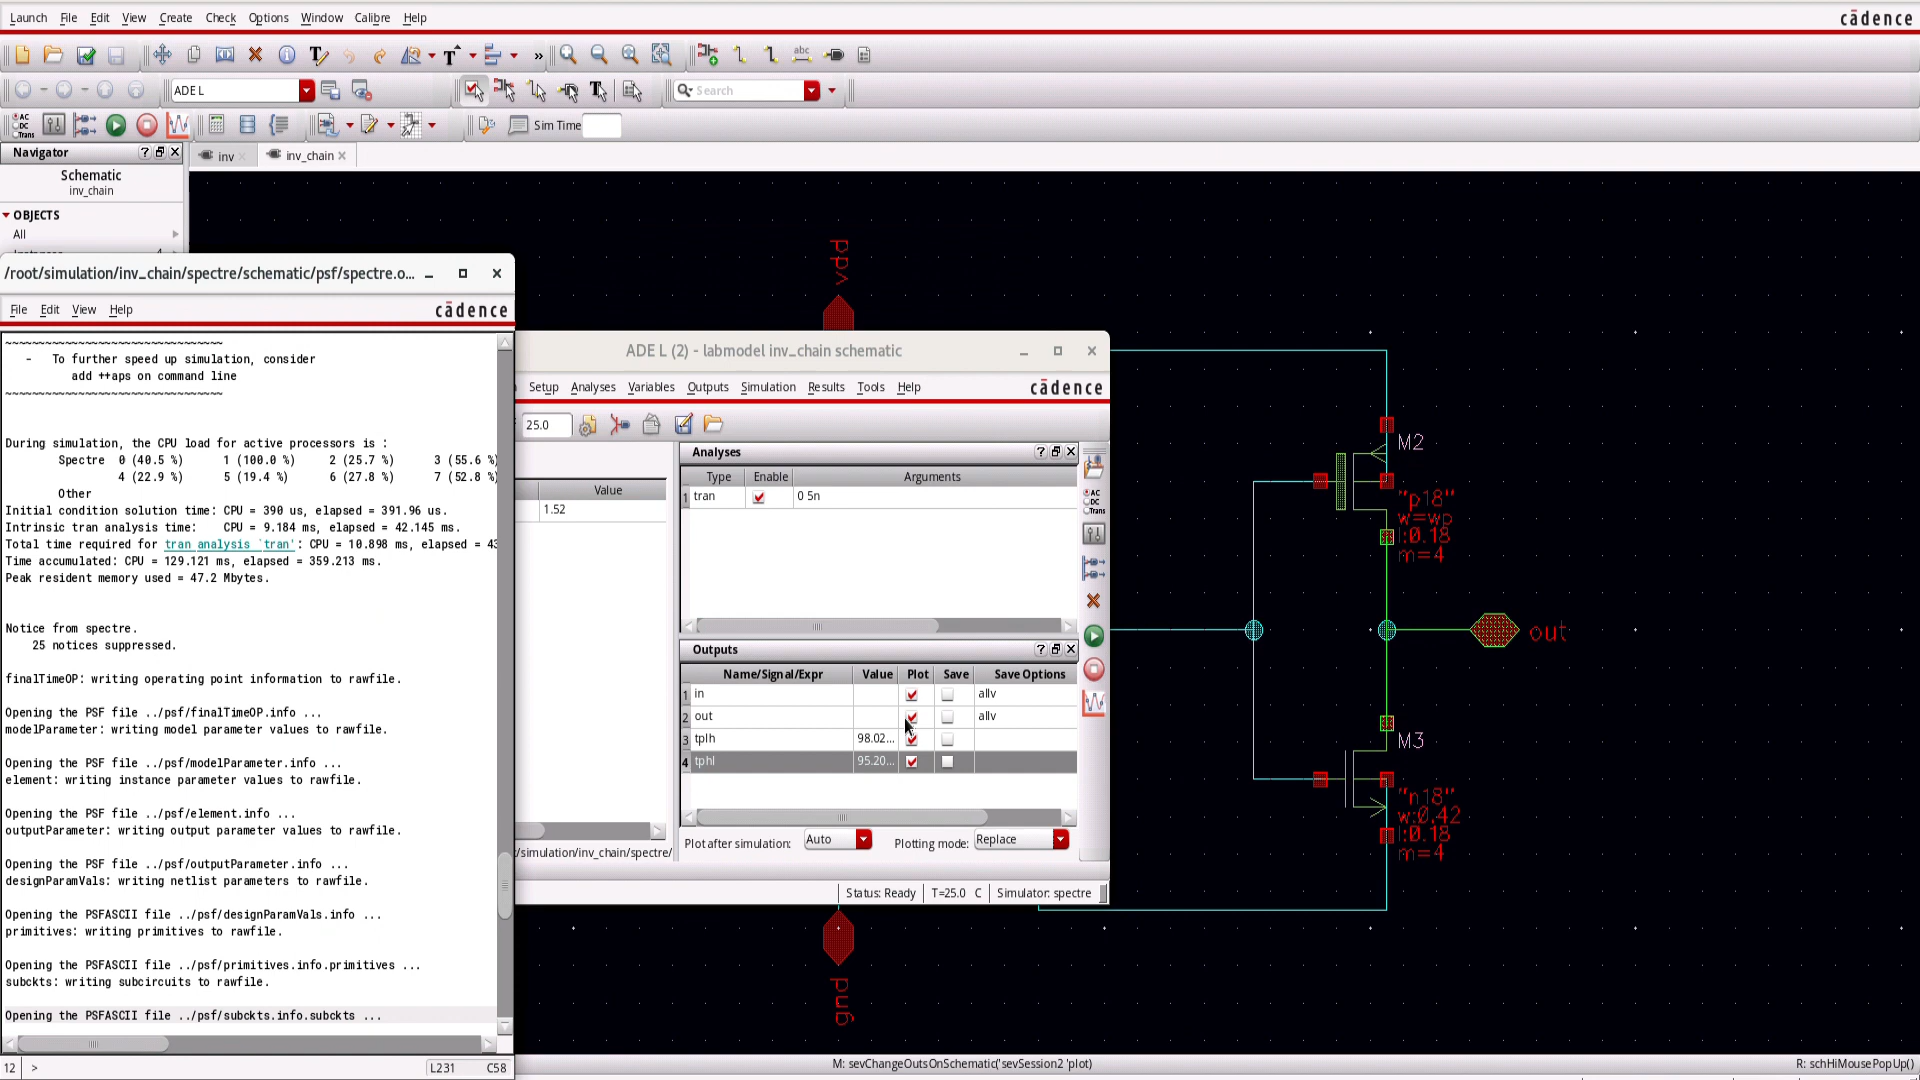 Launch File Edit View Create Check Options Window Calibre Help
cādence
ADE L
Search
AC
DC
Trans
Sim Time
Navigator
inv
inv_chain
Schematic
inv_chain
OBJECTS
All
vdd
/root/simulation/inv_chain/spectre/schematic/psf/spectre.o...
File Edit View Help
cādence
- To further speed up simulation, consider
add ++aps on command line
During simulation, the CPU load for active processors is :
Spectre 0 (40.5 %) 1 (100.0 %) 2 (25.7 %) 3 (55.6 %)
4 (22.9 %) 5 (19.4 %) 6 (27.8 %) 7 (52.8 %)
Other
Initial condition solution time: CPU = 390 us, elapsed = 391.96 us.
Intrinsic tran analysis time: CPU = 9.184 ms, elapsed = 42.145 ms.
Total time required for tran analysis `tran': CPU = 10.898 ms, elapsed = 43
Time accumulated: CPU = 129.121 ms, elapsed = 359.213 ms.
Peak resident memory used = 47.2 Mbytes.
Notice from spectre.
25 notices suppressed.
finalTimeOP: writing operating point information to rawfile.
Opening the PSF file ../psf/finalTimeOP.info ...
modelParameter: writing model parameter values to rawfile.
Opening the PSF file ../psf/modelParameter.info ...
element: writing instance parameter values to rawfile.
Opening the PSF file ../psf/element.info ...
outputParameter: writing output parameter values to rawfile.
Opening the PSF file ../psf/outputParameter.info ...
designParamVals: writing netlist parameters to rawfile.
Opening the PSFASCII file ../psf/designParamVals.info ...
primitives: writing primitives to rawfile.
Opening the PSFASCII file ../psf/primitives.info.primitives ...
subckts: writing subcircuits to rawfile.
Opening the PSFASCII file ../psf/subckts.info.subckts ...
12 >
L231 C58
ADE L (2) - labmodel inv_chain schematic
Setup Analyses Variables Outputs Simulation Results Tools Help
cādence
25.0
Value
1.52
/simulation/inv_chain/spectre/
Analyses
Type Enable Arguments
1 tran 0 5n
Outputs
Name/Signal/Expr Value Plot Save Save Options
1 in allv
2 out allv
3 tplh 98.02...
4 tphl 95.20...
Plot after simulation: Auto
Plotting mode: Replace
AC
DC
Trans
Status: Ready T=25.0 C Simulator: spectre
M2
"p18"
w=wp
l:0.18
m=4
out
M3
"n18"
w:0.42
l:0.18
m=4
gnd
M: sevChangeOutsOnSchematic('sevSession2 'plot)
R: schHiMousePopUp()